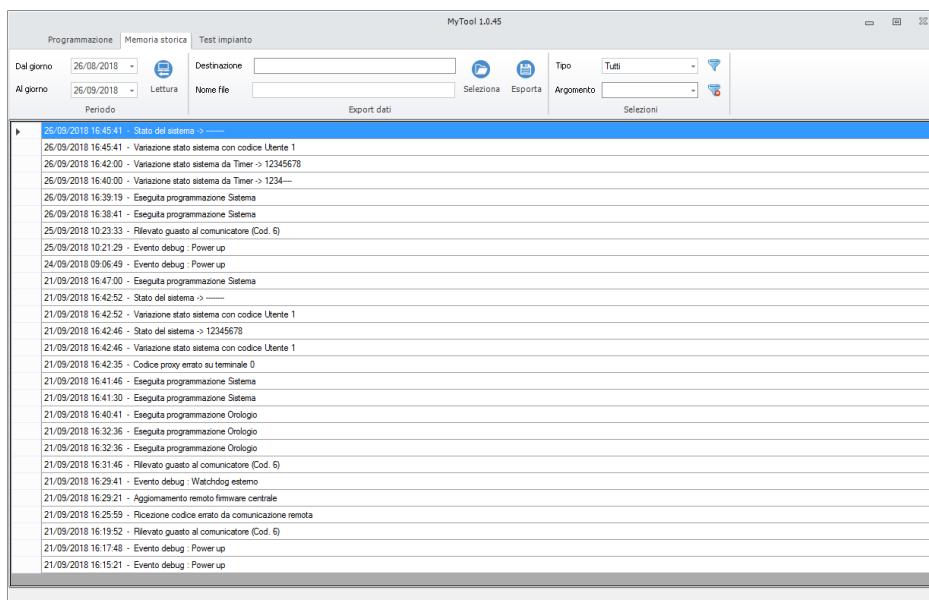 MyTool 1.0.45
Programmazione Memoria storica Test impianto
Dal giorno 26/08/2018 Destinazione Tipo Tutti
Al giorno 26/09/2018 Lettura Nome file Seleziona Esporta Argomento
Periodo Export dati Selezioni
26/09/2018 16:45:41 - Stato del sistema -> --------
26/09/2018 16:45:41 - Variazione stato sistema con codice Utente 1
26/09/2018 16:42:00 - Variazione stato sistema da Timer -> 12345678
26/09/2018 16:40:00 - Variazione stato sistema da Timer -> 1234----
26/09/2018 16:39:19 - Eseguita programmazione Sistema
26/09/2018 16:38:41 - Eseguita programmazione Sistema
25/09/2018 10:23:33 - Rilevato guasto al comunicatore (Cod. 6)
25/09/2018 10:21:29 - Evento debug : Power up
24/09/2018 09:06:49 - Evento debug : Power up
21/09/2018 16:47:00 - Eseguita programmazione Sistema
21/09/2018 16:42:52 - Stato del sistema -> --------
21/09/2018 16:42:52 - Variazione stato sistema con codice Utente 1
21/09/2018 16:42:46 - Stato del sistema -> 12345678
21/09/2018 16:42:46 - Variazione stato sistema con codice Utente 1
21/09/2018 16:42:35 - Codice proxy errato su terminale 0
21/09/2018 16:41:46 - Eseguita programmazione Sistema
21/09/2018 16:41:30 - Eseguita programmazione Sistema
21/09/2018 16:40:41 - Eseguita programmazione Orologio
21/09/2018 16:32:36 - Eseguita programmazione Orologio
21/09/2018 16:32:36 - Eseguita programmazione Orologio
21/09/2018 16:31:46 - Rilevato guasto al comunicatore (Cod. 6)
21/09/2018 16:29:41 - Evento debug : Watchdog esterno
21/09/2018 16:29:21 - Aggiornamento remoto firmware centrale
21/09/2018 16:25:59 - Ricezione codice errato da comunicazione remota
21/09/2018 16:19:52 - Rilevato guasto al comunicatore (Cod. 6)
21/09/2018 16:17:48 - Evento debug : Power up
21/09/2018 16:15:21 - Evento debug : Power up